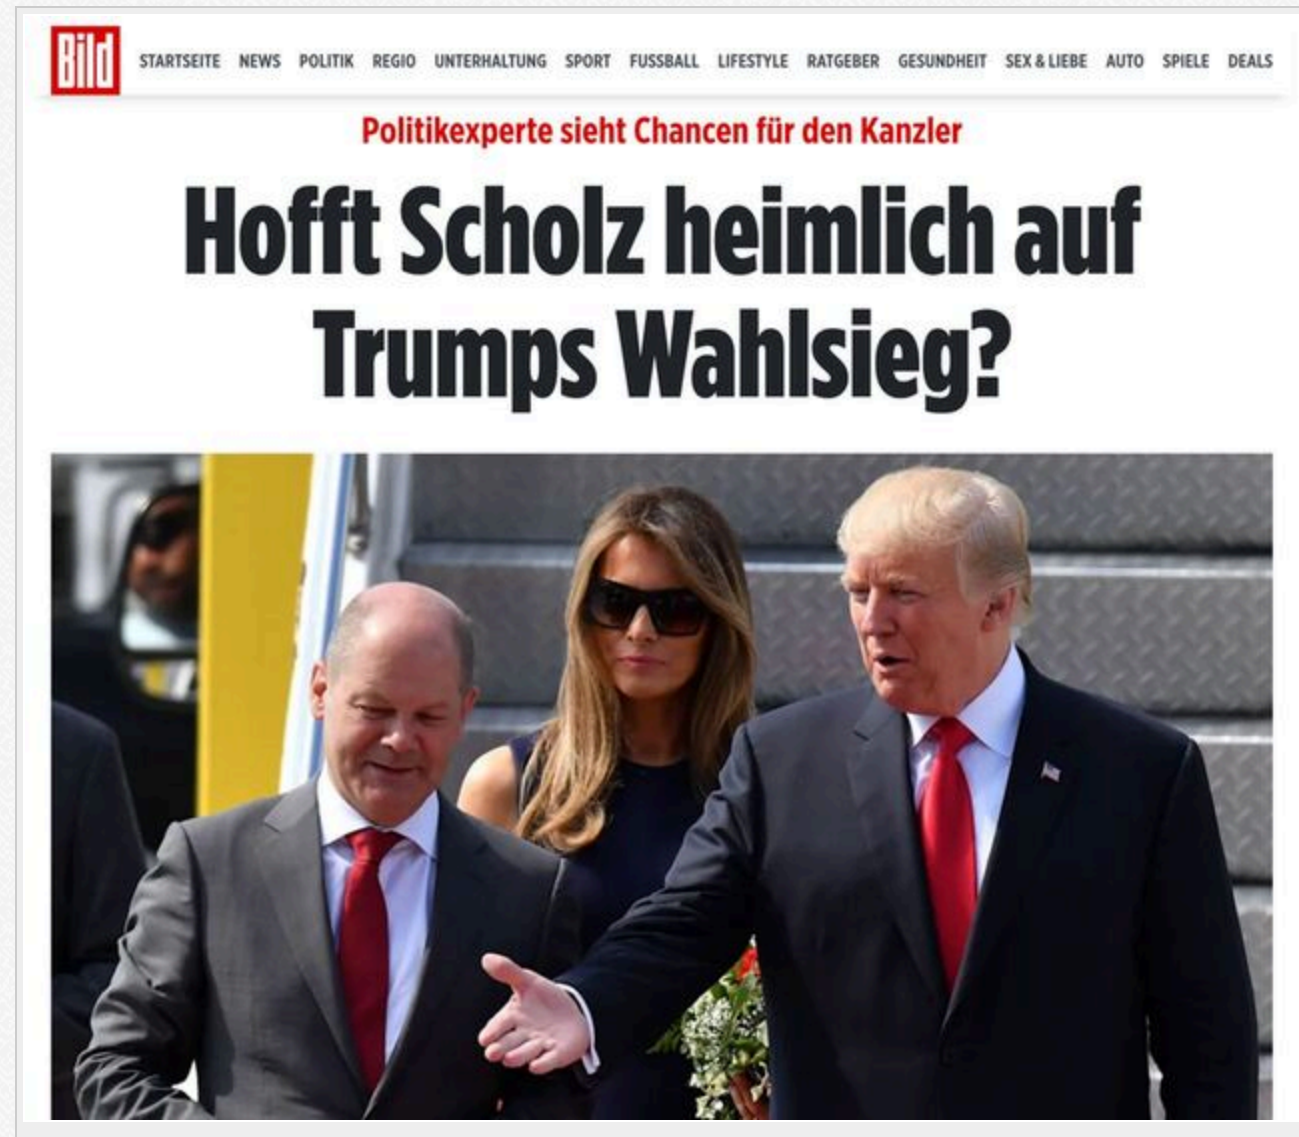 Bild
STARTSEITE NEWS POLITIK REGIO UNTERHALTUNG SPORT FUSSBALL LIFESTYLE RATGEBER GESUNDHEIT SEX & LIEBE AUTO SPIELE DEALS
Politikexperte sieht Chancen für den Kanzler
Hofft Scholz heimlich auf
Trumps Wahlsieg?